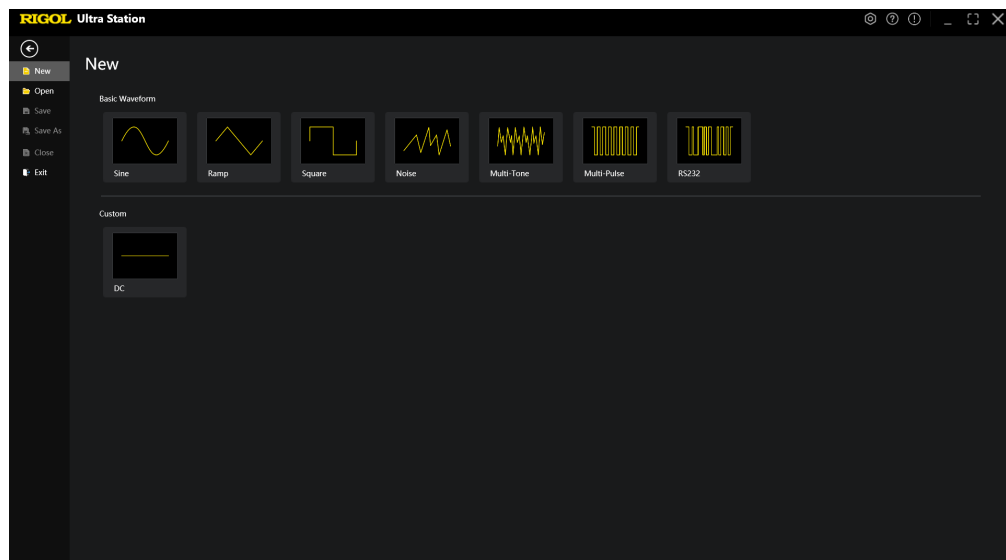 RIGOL Ultra Station
New
Open
Save
Save As
Close
Exit
New
Basic Waveform
Sine
Ramp
Square
Noise
Multi-Tone
Multi-Pulse
RS232
Custom
DC